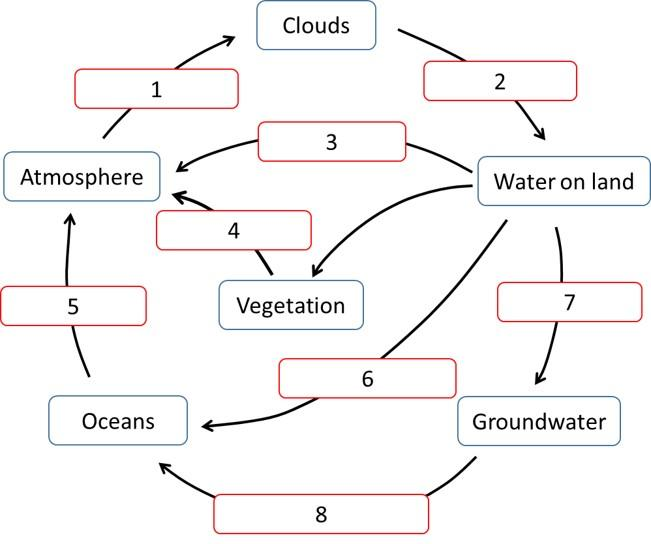 Clouds
1
2
3
Atmosphere
Water on land
4
Vegetation
5
7
6
Oceans
Groundwater
8